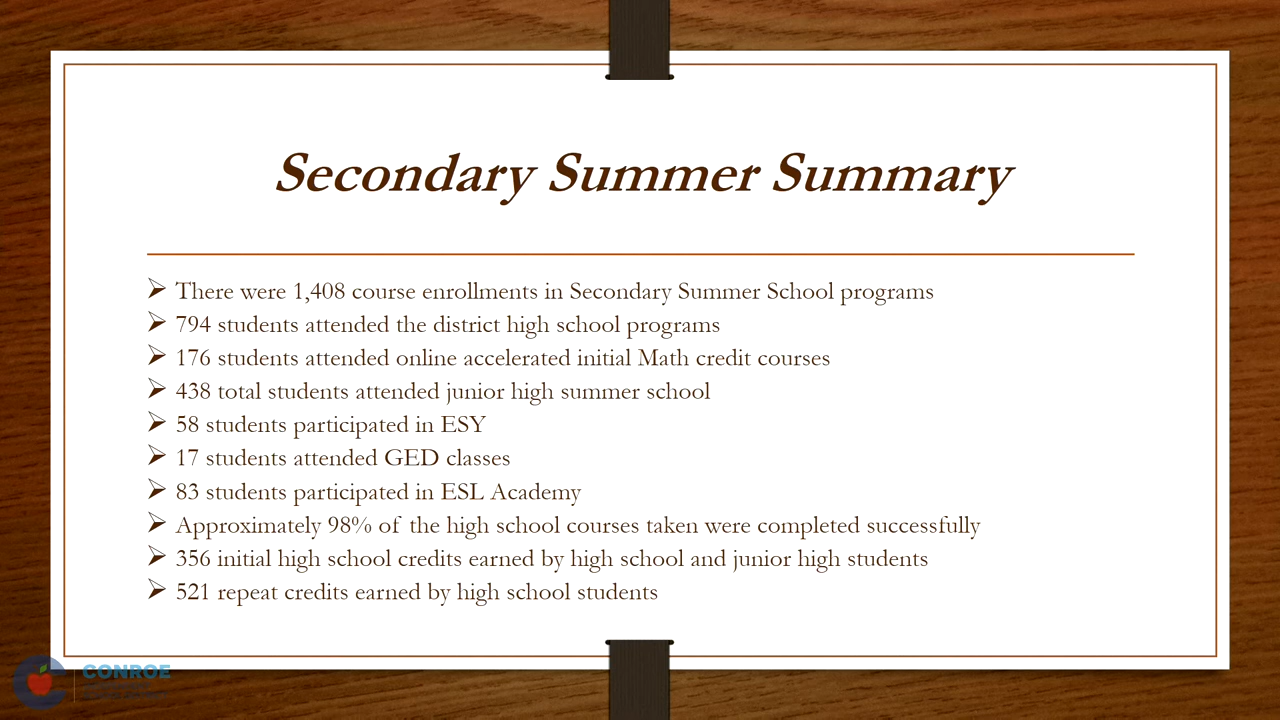 Secondary Summer Summary
There were 1,408 course enrollments in Secondary Summer School programs
794 students attended the district high school programs
176 students attended online accelerated initial Math credit courses
438 total students attended junior high summer school
58 students participated in ESY
17 students attended GED classes
83 students participated in ESL Academy
Approximately 98% of the high school courses taken were completed successfully
356 initial high school credits earned by high school and junior high students
521 repeat credits earned by high school students
CONROE